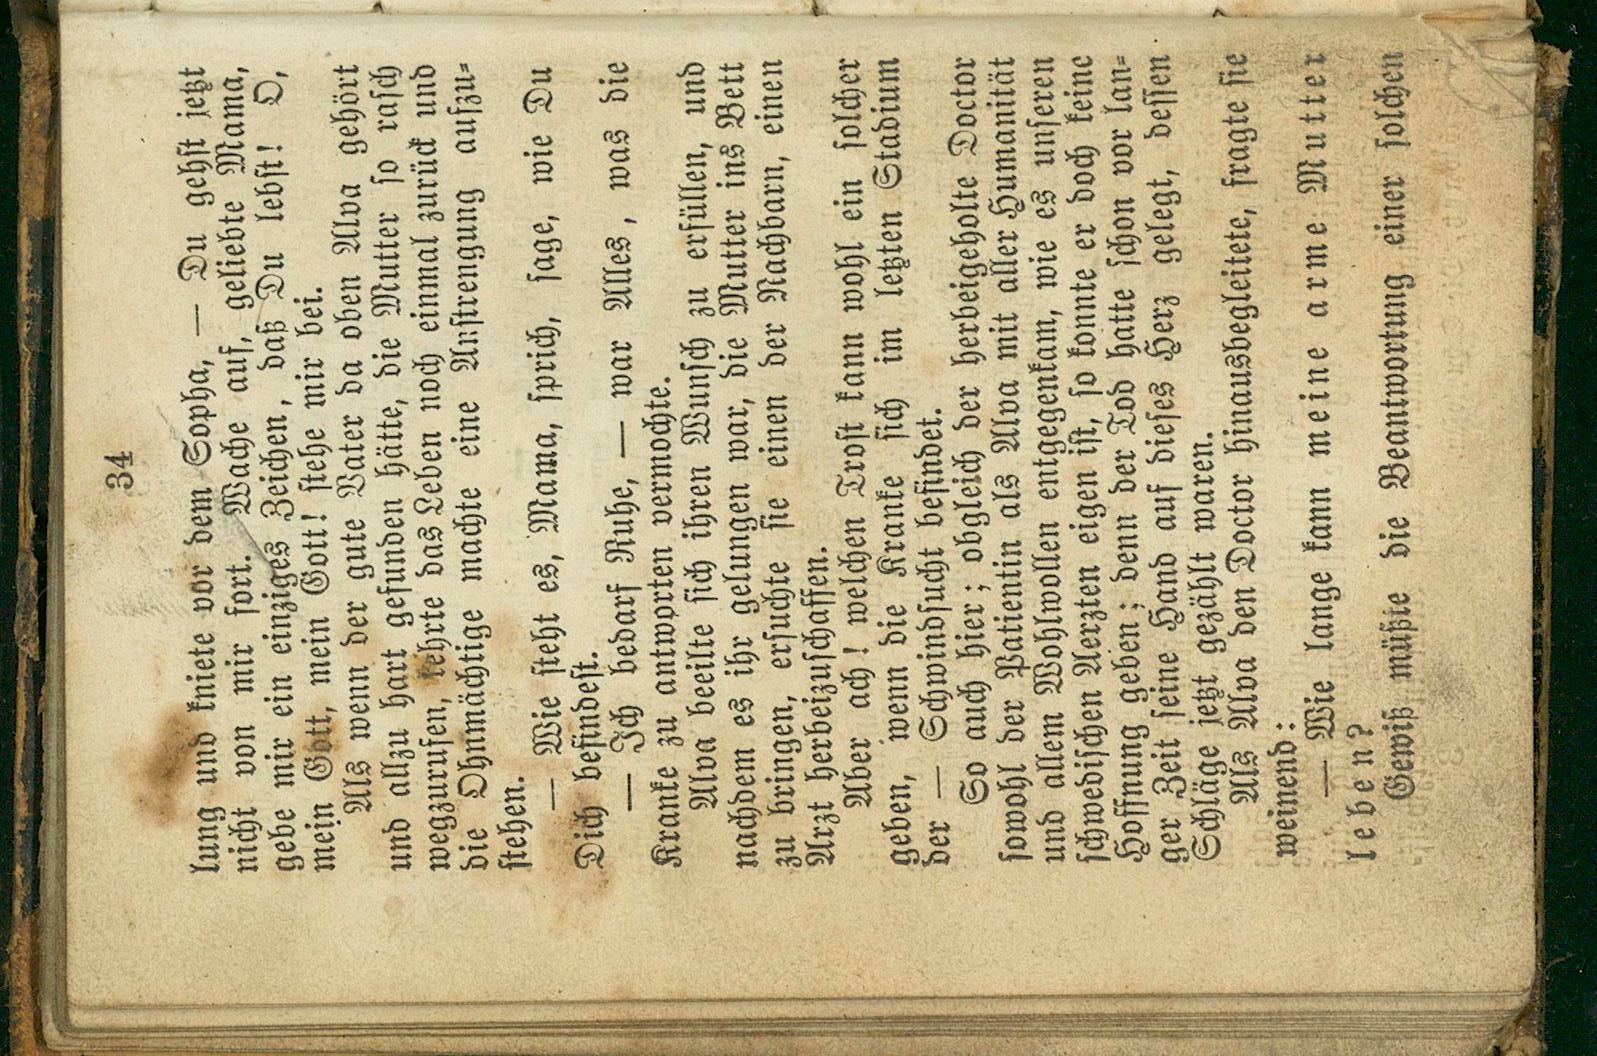 34
lung und kniete vor dem Sopha, — Du gehst jetzt
nicht von mir fort. Wache auf, geliebte Mama,
gebe mir ein einziges Zeichen, daß Du lebst! O,
mein Gott, mein Gott! stehe mir bei.
Als wenn der gute Vater da oben Alva gehört
und allzu hart gefunden hätte, die Mutter so rasch
wegzurufen, kehrte das Leben noch einmal zurück und
die Ohnmächtige machte eine Anstrengung aufzu=
stehen.
— Wie steht es, Mama, sprich, sage, wie Du
Dich befindest.
— Ich bedarf Ruhe, — war Alles, was die
Kranke zu antworten vermochte.
Alva beeilte sich ihren Wunsch zu erfüllen, und
nachdem es ihr gelungen war, die Mutter ins Bett
zu bringen, ersuchte sie einen der Nachbarn, einen
Arzt herbeizuschaffen.
Aber ach! welchen Trost kann wohl ein solcher
geben, wenn die Kranke sich im letzten Stadium
der — Schwindsucht befindet.
So auch hier; obgleich der herbeigeholte Doctor
sowohl der Patientin als Alva mit aller Humanität
und allem Wohlwollen entgegenkam, wie es unseren
schwedischen Aerzten eigen ist, so konnte er doch keine
Hoffnung geben; denn der Tod hatte schon vor lan=
ger Zeit seine Hand auf dieses Herz gelegt, dessen
Schläge jetzt gezählt waren.
Als Alva den Doctor hinausbegleitete, fragte sie
weinend:
— Wie lange kann meine arme Mutter
leben?
Gewiß müßte die Beantwortung einer solchen